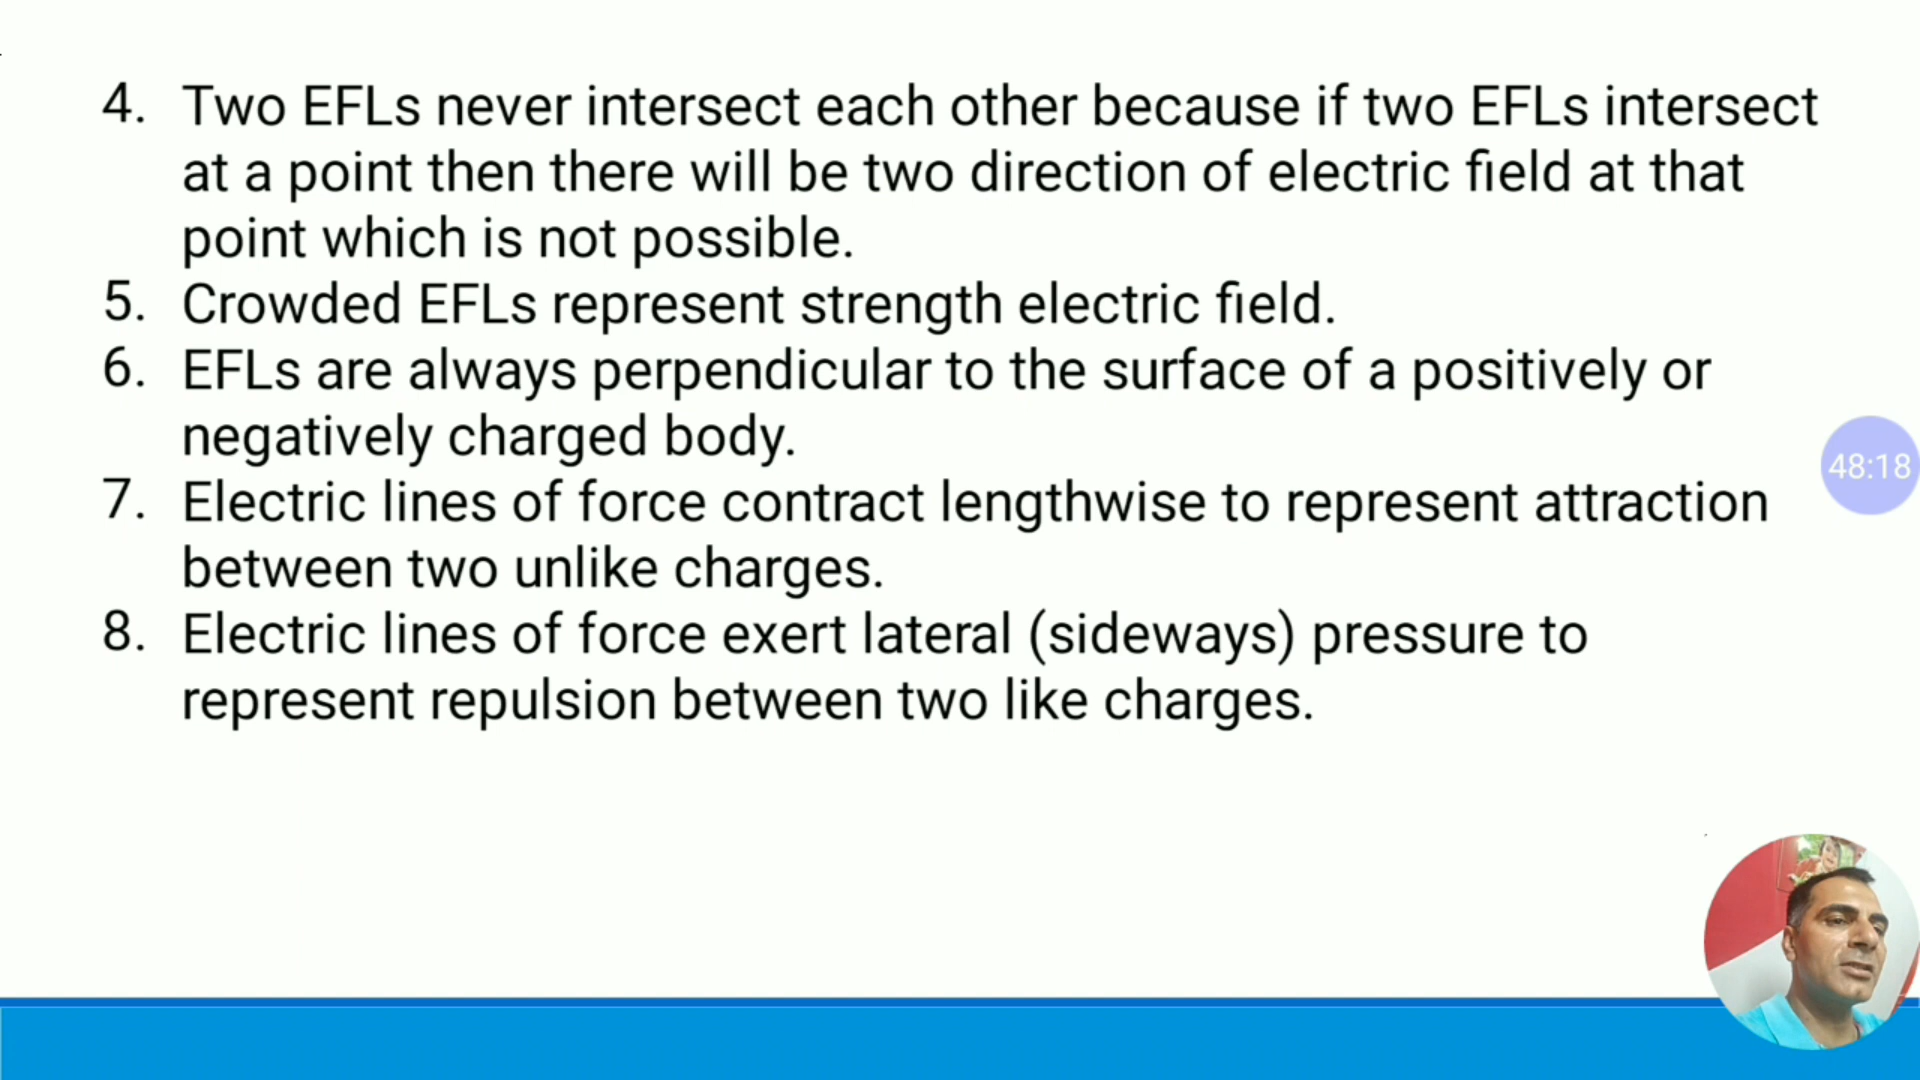 4. Two EFLs never intersect each other because if two EFLs intersect
at a point then there will be two direction of electric field at that
point which is not possible.
5. Crowded EFLs represent strength electric field.
6. EFLs are always perpendicular to the surface of a positively or
negatively charged body.
48:18
7. Electric lines of force contract lengthwise to represent attraction
between two unlike charges.
8. Electric lines of force exert lateral (sideways) pressure to
represent repulsion between two like charges.